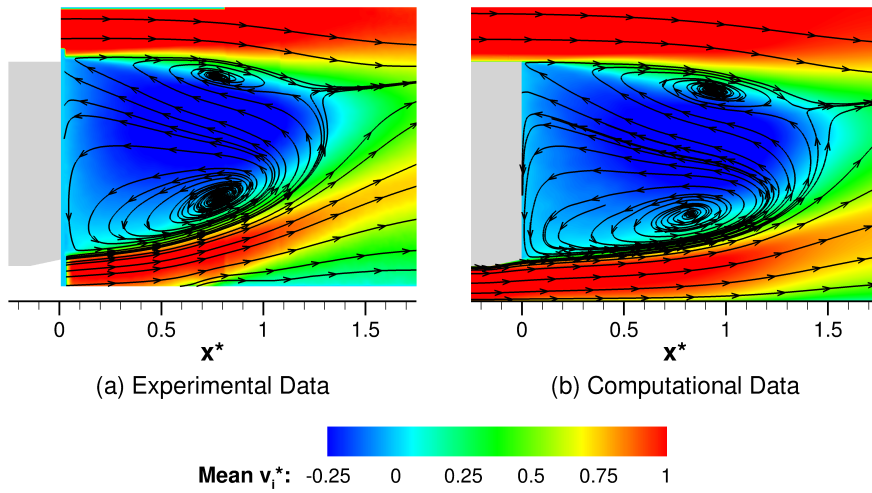 0 0.5 1 1.5 0 0.5 1 1.5
x* x*
(a) Experimental Data (b) Computational Data
Mean v_i*: -0.25 0 0.25 0.5 0.75 1